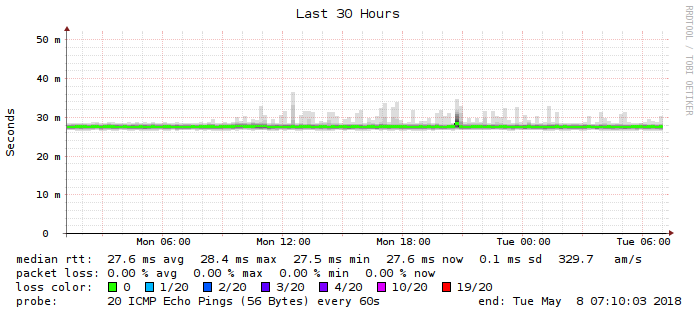 Last 30 Hours
RRDTOOL / TOBI OETIKER
Seconds
50 m
40 m
30 m
20 m
10 m
0
Mon 06:00 Mon 12:00 Mon 18:00 Tue 00:00 Tue 06:00
median rtt: 27.6 ms avg 28.4 ms max 27.5 ms min 27.6 ms now 0.1 ms sd 329.7 am/s
packet loss: 0.00 % avg 0.00 % max 0.00 % min 0.00 % now
loss color: 0 1/20 2/20 3/20 4/20 10/20 19/20
probe: 20 ICMP Echo Pings (56 Bytes) every 60s end: Tue May 8 07:10:03 2018